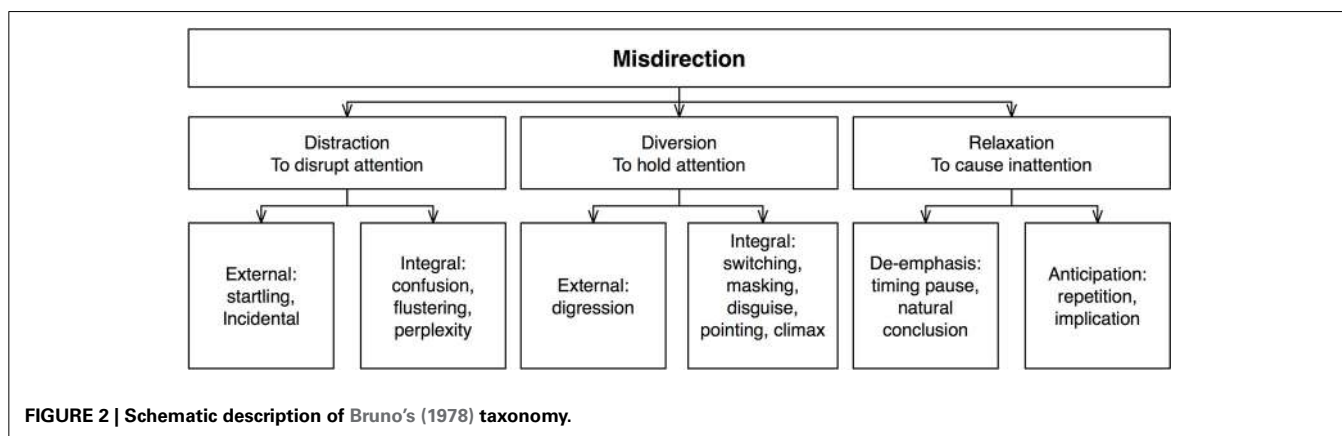 Misdirection
Distraction
To disrupt attention
Diversion
To hold attention
Relaxation
To cause inattention
External:
startling,
Incidental
Integral:
confusion,
flustering,
perplexity
External:
digression
Integral:
switching,
masking,
disguise,
pointing, climax
De-emphasis:
timing pause,
natural
conclusion
Anticipation:
repetition,
implication
FIGURE 2 | Schematic description of Bruno's (1978) taxonomy.